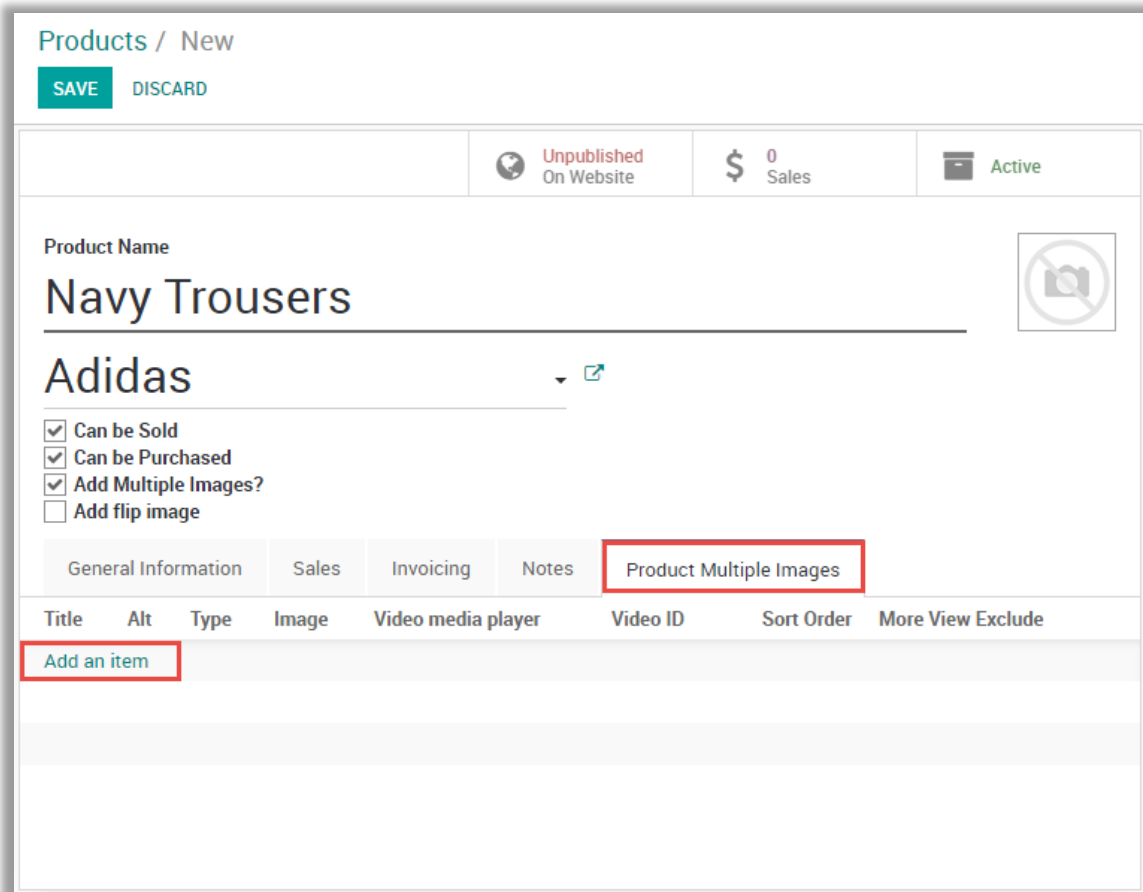 Products / New
SAVE DISCARD
Unpublished
On Website
0
Sales
Active
Product Name
Navy Trousers
Adidas
Can be Sold
Can be Purchased
Add Multiple Images?
Add flip image
General Information Sales Invoicing Notes Product Multiple Images
Title Alt Type Image Video media player Video ID Sort Order More View Exclude
Add an item